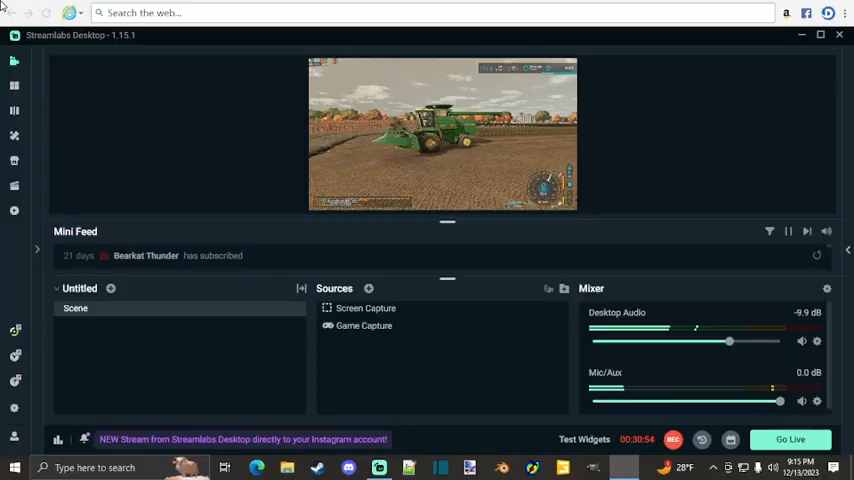 Search the web...
Streamlabs Desktop - 1.15.1
Mini Feed
21 days Bearkat Thunder has subscribed
Untitled
Sources
Mixer
Scene
Screen Capture
Game Capture
Desktop Audio -9.9 dB
Mic/Aux 0.0 dB
NEW Stream from Streamlabs Desktop directly to your Instagram account!
Test Widgets 00:30:54 REC Go Live
Type here to search
28°F
9:15 PM
12/13/2023